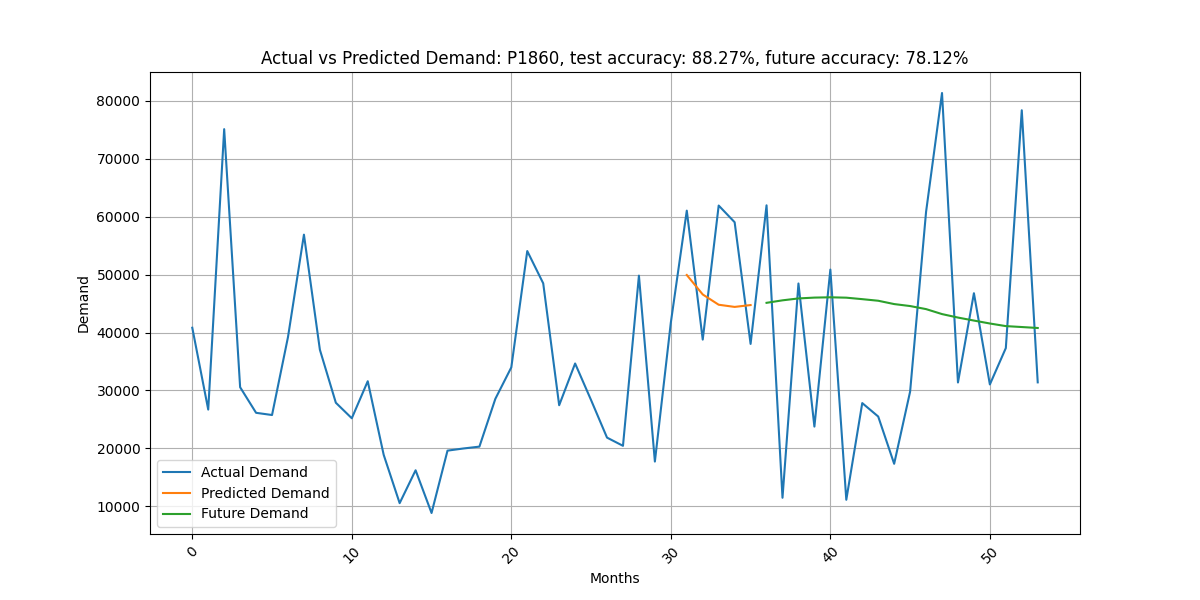 Actual vs Predicted Demand: P1860, test accuracy: 88.27%, future accuracy: 78.12%
80000
70000
60000
50000
40000
30000
20000
10000
Demand
Actual Demand
Predicted Demand
Future Demand
0
10
20
30
40
50
Months